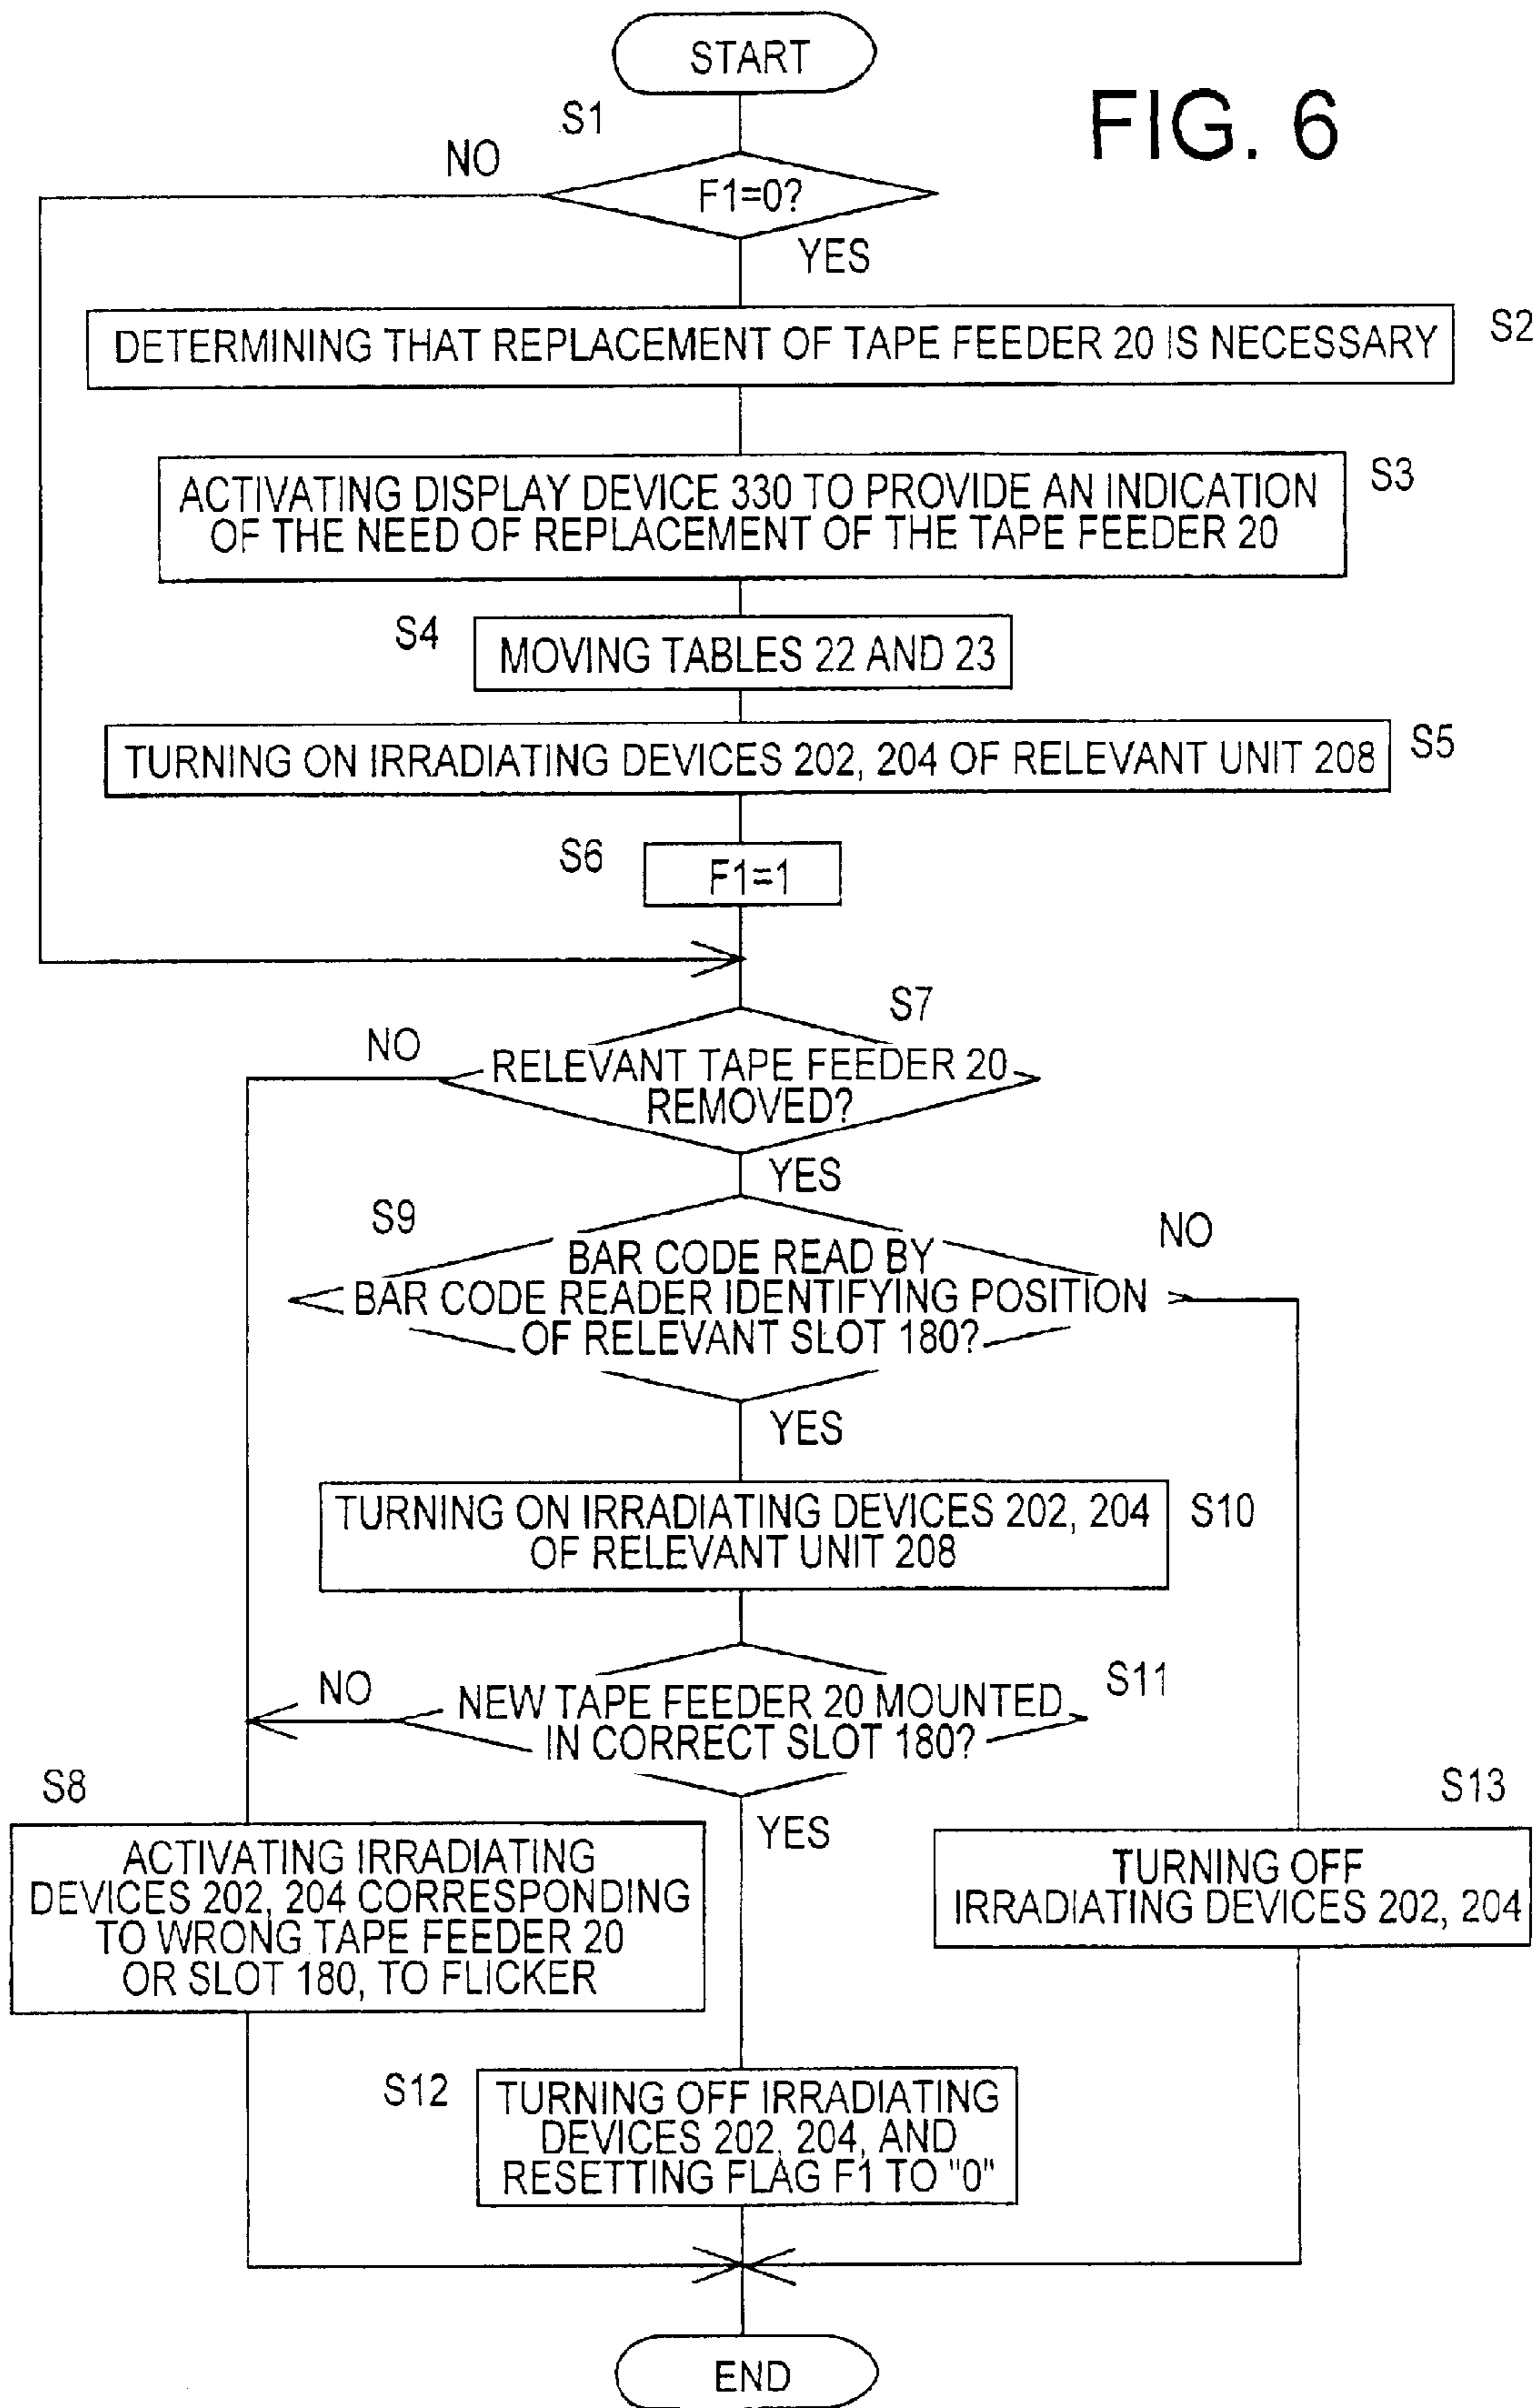 START
FIG. 6
S1
NO
F1=0?
YES
DETERMINING THAT REPLACEMENT OF TAPE FEEDER 20 IS NECESSARY
S2
ACTIVATING DISPLAY DEVICE 330 TO PROVIDE AN INDICATION
OF THE NEED OF REPLACEMENT OF THE TAPE FEEDER 20
S3
S4
MOVING TABLES 22 AND 23
TURNING ON IRRADIATING DEVICES 202, 204 OF RELEVANT UNIT 208
S5
S6
F1=1
S7
NO
RELEVANT TAPE FEEDER 20
REMOVED?
YES
S9
NO
BAR CODE READ BY
BAR CODE READER IDENTIFYING POSITION
OF RELEVANT SLOT 180?
YES
TURNING ON IRRADIATING DEVICES 202, 204
OF RELEVANT UNIT 208
S10
NO
NEW TAPE FEEDER 20 MOUNTED
IN CORRECT SLOT 180?
S11
S8
YES
S13
ACTIVATING IRRADIATING
DEVICES 202, 204 CORRESPONDING
TO WRONG TAPE FEEDER 20
OR SLOT 180, TO FLICKER
TURNING OFF
IRRADIATING DEVICES 202, 204
S12
TURNING OFF IRRADIATING
DEVICES 202, 204, AND
RESETTING FLAG F1 TO "0"
END